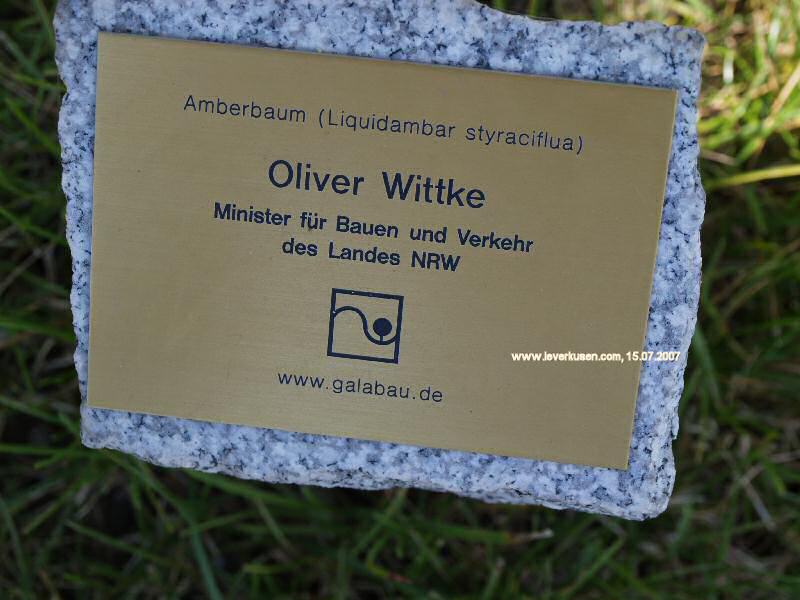 Amberbaum (Liquidambar styraciflua)
Oliver Wittke
Minister für Bauen und Verkehr
des Landes NRW
www.leverkusen.com, 15.07.2007
www.galabau.de